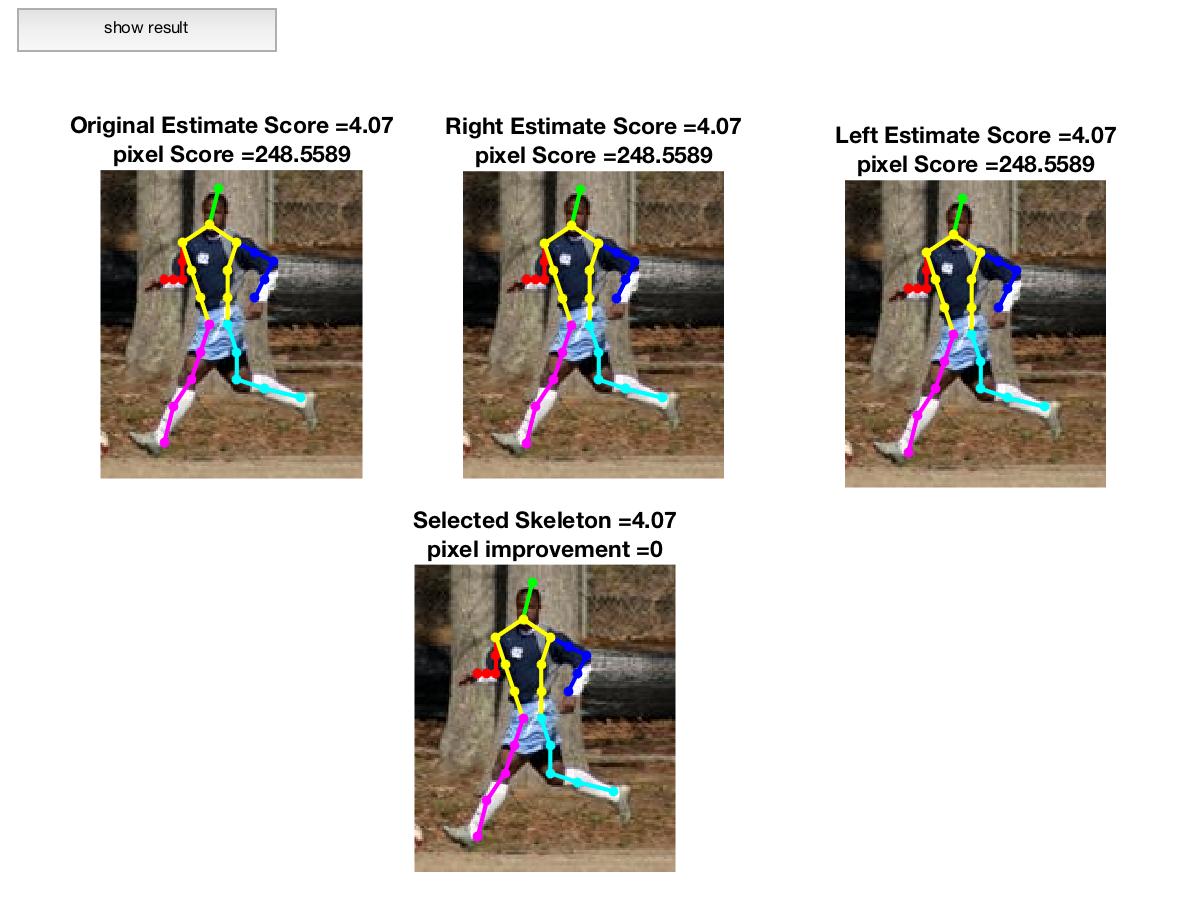 show result
Original Estimate Score =4.07
pixel Score =248.5589
Right Estimate Score =4.07
pixel Score =248.5589
Left Estimate Score =4.07
pixel Score =248.5589
Selected Skeleton =4.07
pixel improvement =0